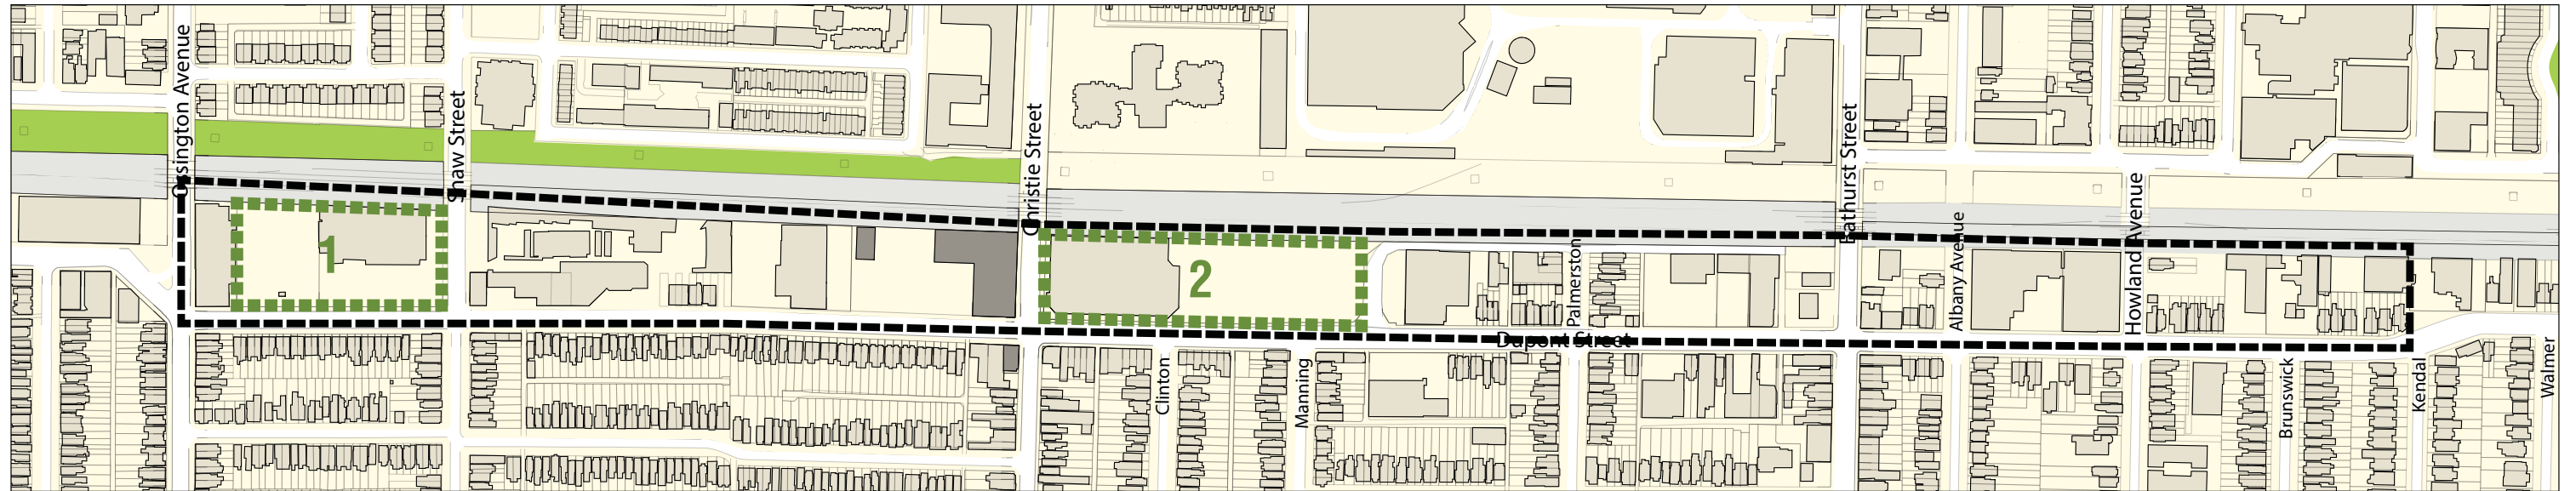 Ossington Avenue
Shaw Street
Christie Street
Bathurst Street
Albany Avenue
Howland Avenue
1
2
Palmerston
Dupont Street
Clinton
Manning
Brunswick
Kendal
Walmer